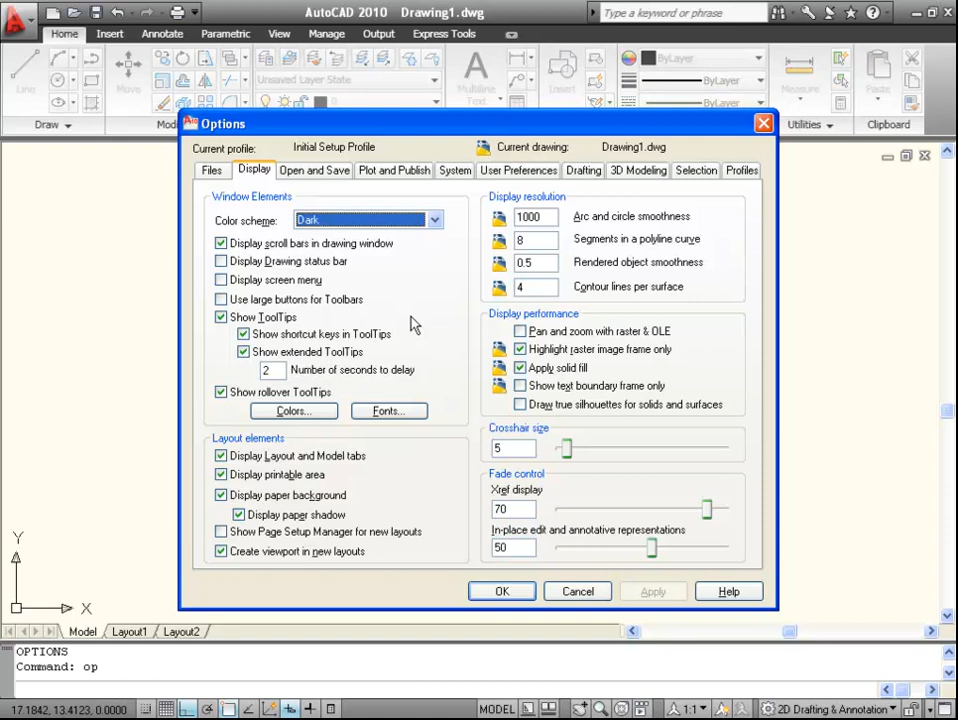 AutoCAD 2010 Drawing1.dwg
Type a keyword or phrase
Home Insert Annotate Parametric View Manage Output Express Tools
Line
Move
Unsaved Layer State
0
Multiline
Text
ByLayer
ByLayer
ByLayer
Measure
Paste
Draw
Modi
Utilities
Clipboard
Options
Current profile: Initial Setup Profile Current drawing: Drawing1.dwg
Files Display Open and Save Plot and Publish System User Preferences Drafting 3D Modeling Selection Profiles
Window Elements
Color scheme: Dark
Display scroll bars in drawing window
Display Drawing status bar
Display screen menu
Use large buttons for Toolbars
Show ToolTips
Show shortcut keys in ToolTips
Show extended ToolTips
2 Number of seconds to delay
Show rollover ToolTips
Colors... Fonts...
Layout elements
Display Layout and Model tabs
Display printable area
Display paper background
Display paper shadow
Show Page Setup Manager for new layouts
Create viewport in new layouts
Display resolution
1000 Arc and circle smoothness
8 Segments in a polyline curve
0.5 Rendered object smoothness
4 Contour lines per surface
Display performance
Pan and zoom with raster & OLE
Highlight raster image frame only
Apply solid fill
Show text boundary frame only
Draw true silhouettes for solids and surfaces
Crosshair size
5
Fade control
Xref display
70
In-place edit and annotative representations
50
OK Cancel Apply Help
Y
X
Model Layout1 Layout2
OPTIONS
Command: op
17.1842, 13.4123, 0.0000 MODEL 1:1 2D Drafting & Annotation